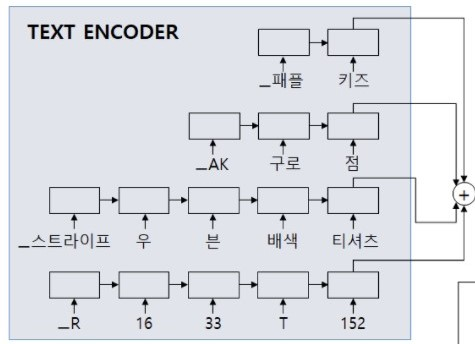 TEXT ENCODER
_패플 키즈
_AK 구로 점
_스트라이프 우 븐 배색 티셔츠
_R 16 33 T 152
+